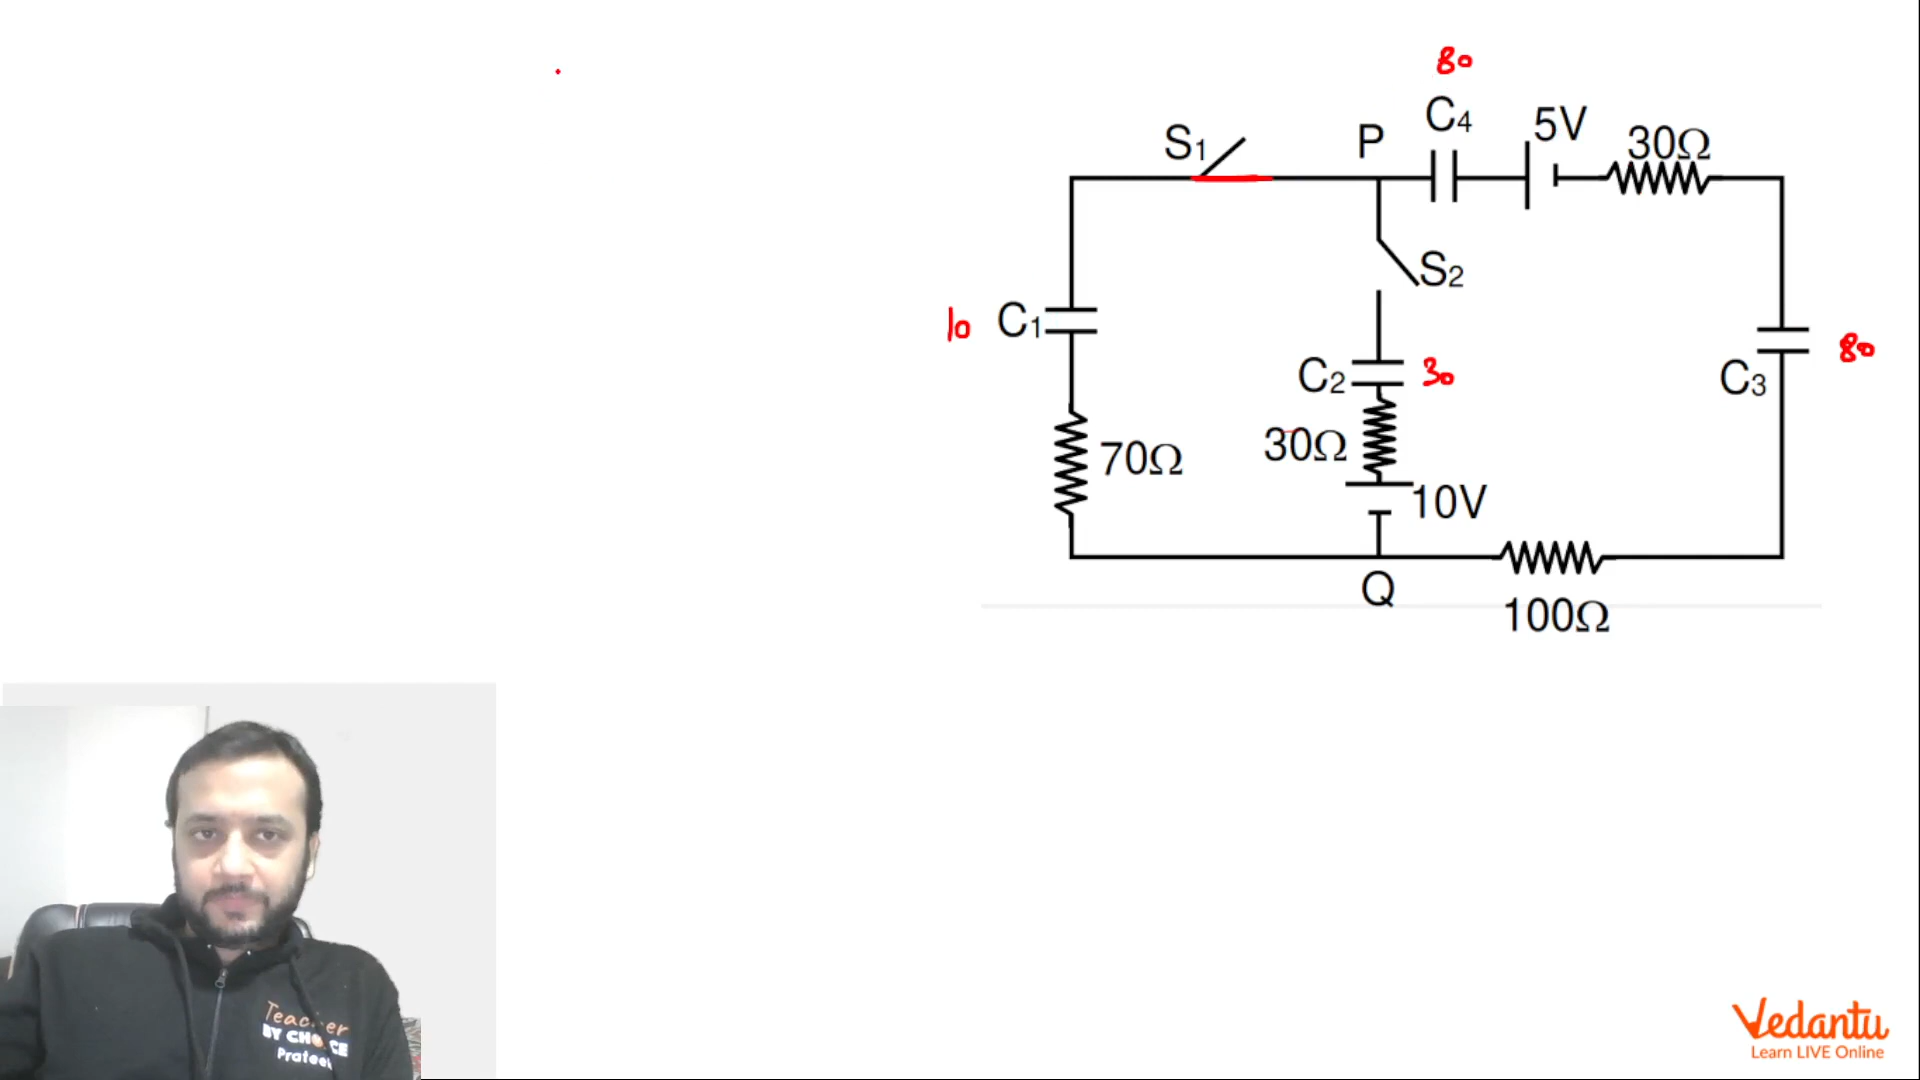 80
C4
5V
S1
P
30Ω
S2
10
C1
C2
30
80
C3
70Ω
30Ω
10V
Q
100Ω
Teacher
BY CHOICE
Prateek
Vedantu
Learn LIVE Online